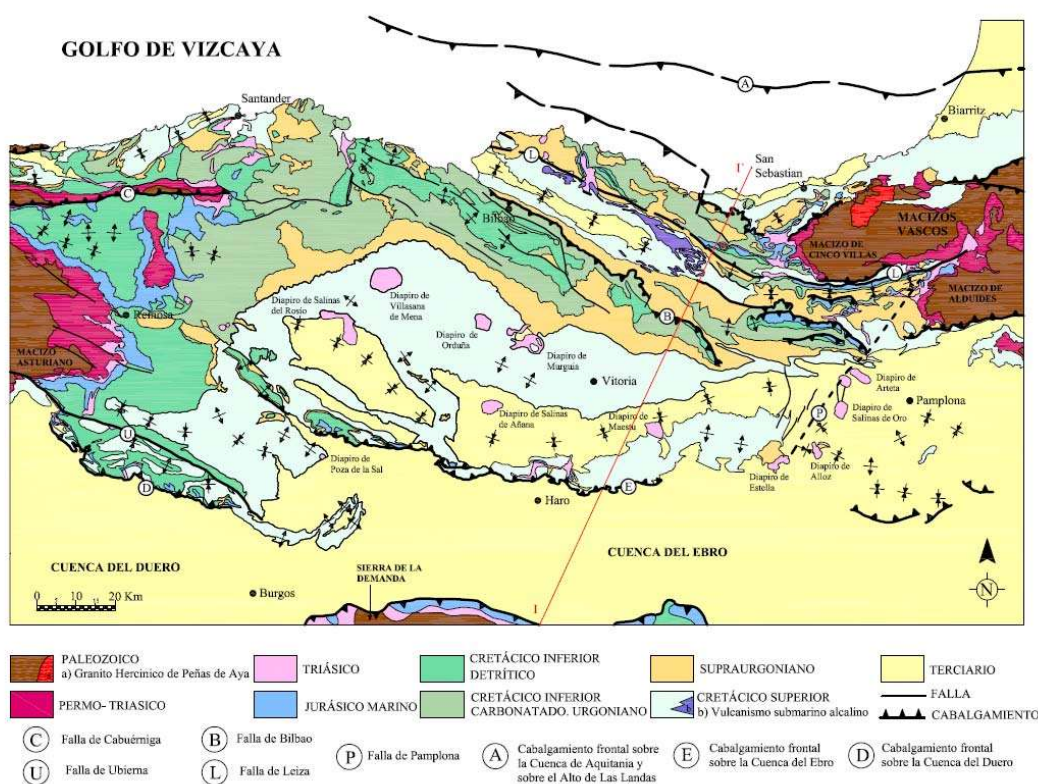 GOLFO DE VIZCAYA
Santander
A
Biarritz
L
San
Sebastian
I'
C
Bilbao
MACIZOS
VASCOS
MACIZO DE
CINCO VILLAS
L
MACIZO DE
ALDUIDES
Diapiro de Salinas
del Rosio
Diapiro de
Villasana
de Mena
Reinosa
B
MACIZO
ASTURIANO
Diapiro de
Orduña
Diapiro de
Murguia
Vitoria
Diapiro de
Arteta
Pamplona
P
Diapiro de
Salinas de Oro
Diapiro de Salinas
de Añana
Diapiro de
Maestu
U
Diapiro de
Poza de la Sal
Diapiro de
Alloz
Diapiro de
Estella
D
E
Haro
CUENCA DEL DUERO
SIERRA DE LA
DEMANDA
CUENCA DEL EBRO
Burgos
0 10 20 Km
I
N
PALEOZOICO
a) Granito Hercínico de Peñas de Aya
TRIÁSICO
CRETÁCICO INFERIOR
DETRÍTICO
SUPRAURGONIANO
TERCIARIO
PERMO- TRIASICO
JURÁSICO MARINO
CRETÁCICO INFERIOR
CARBONATADO. URGONIANO
b
CRETÁCICO SUPERIOR
b) Vulcanismo submarino alcalino
FALLA
CABALGAMIENTO
C Falla de Cabuérniga
B Falla de Bilbao
P Falla de Pamplona
A Cabalgamiento frontal sobre
la Cuenca de Aquitania y
sobre el Alto de Las Landas
E Cabalgamiento frontal
sobre la Cuenca del Ebro
D Cabalgamiento frontal
sobre la Cuenca del Duero
U Falla de Ubierna
L Falla de Leiza